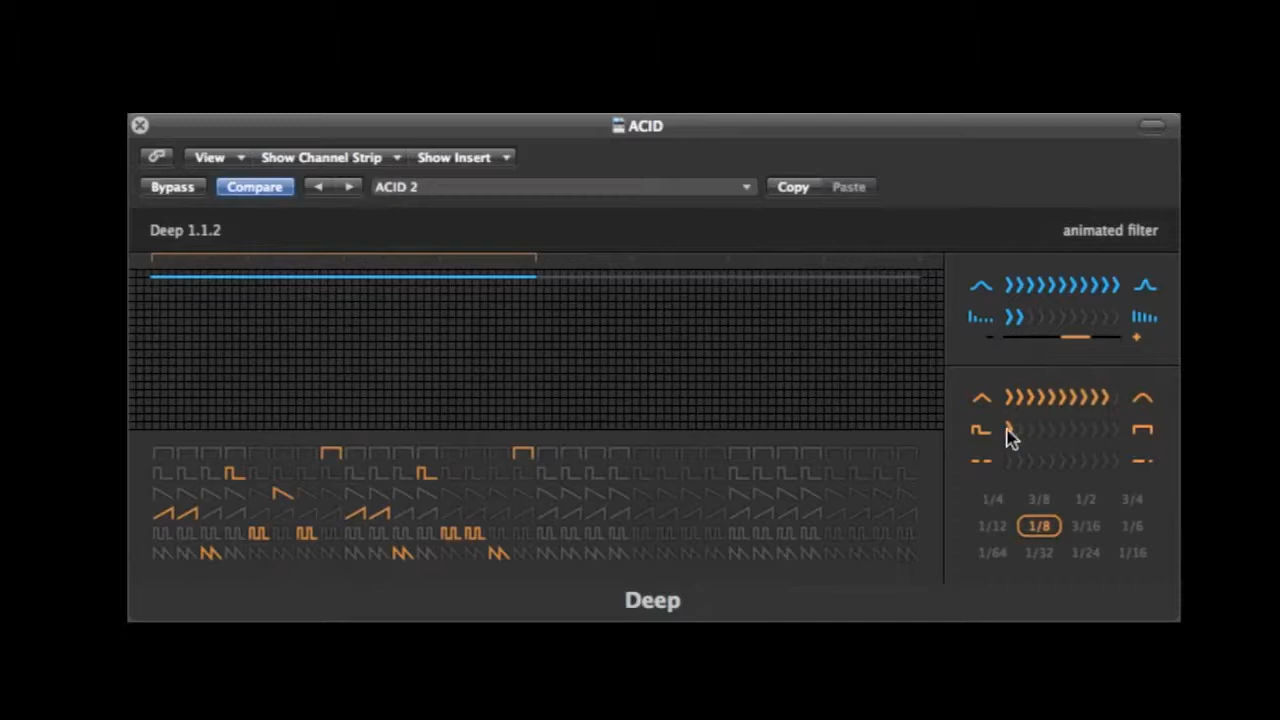 ACID
View Show Channel Strip Show Insert
Bypass Compare ACID 2 Copy Paste
Deep 1.1.2 animated filter
- +
1/4 3/8 1/2 3/4
1/12 1/8 3/16 1/6
1/64 1/32 1/24 1/16
Deep